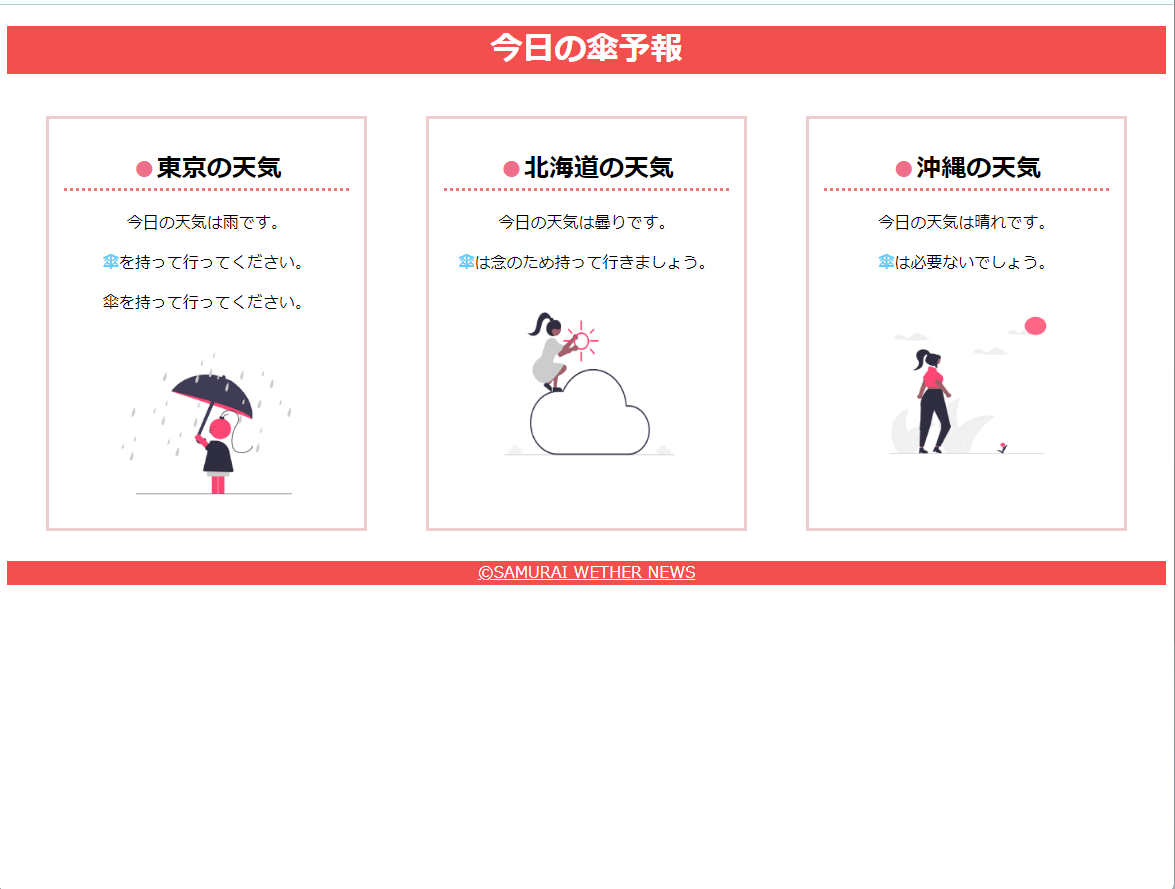 今日の傘予報
東京の天気
今日の天気は雨です。
傘を持って行ってください。
傘を持って行ってください。
北海道の天気
今日の天気は曇りです。
傘は念のため持って行きましょう。
沖縄の天気
今日の天気は晴れです。
傘は必要ないでしょう。
©SAMURAI WETHER NEWS